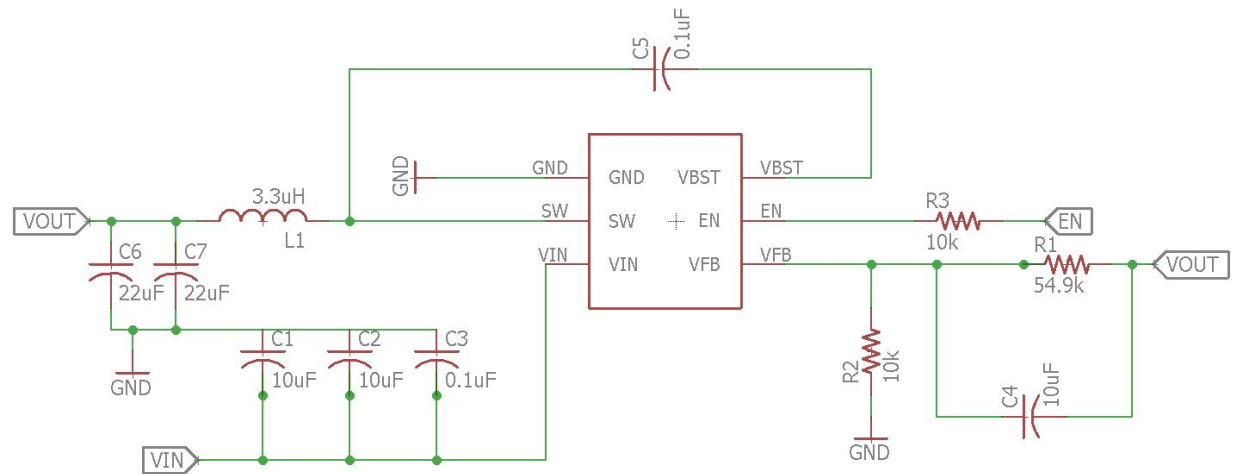 C5
0.1uF
GND
GND
GND
VBST
VBST
3.3uH
L1
VOUT
SW
SW
EN
EN
R3
10k
EN
VIN
VIN
VFB
VFB
R1
54.9k
VOUT
C6
22uF
C7
22uF
GND
C1
10uF
C2
10uF
C3
0.1uF
R2
10k
GND
C4
10uF
VIN